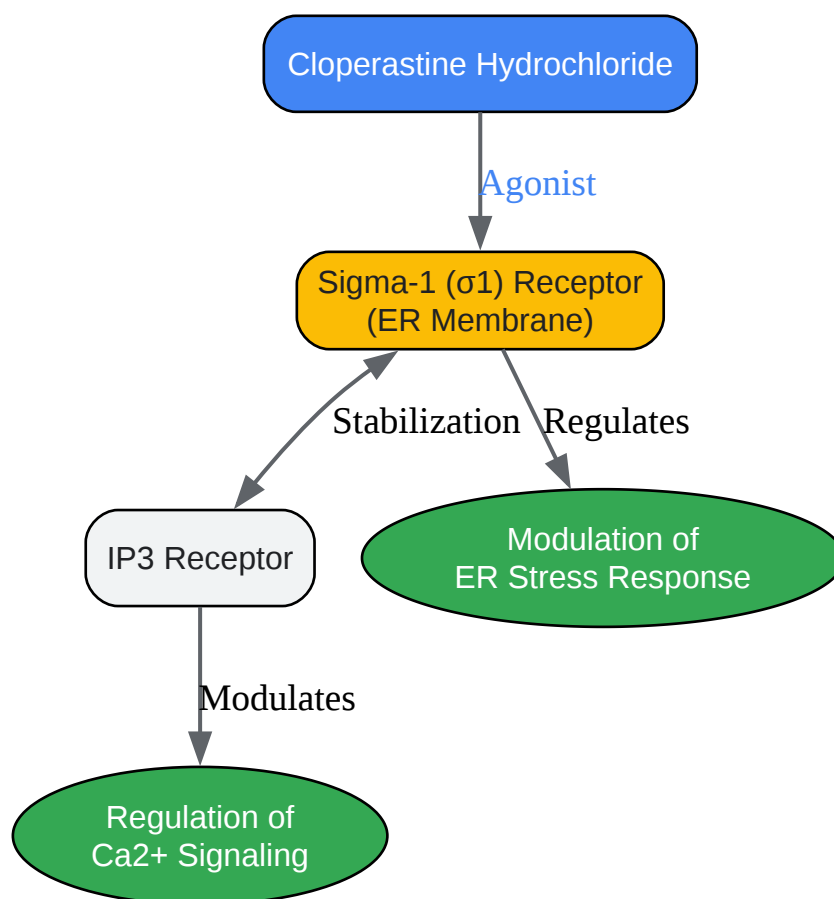 Cloperastine Hydrochloride
Agonist
Sigma-1 (σ1) Receptor
(ER Membrane)
Stabilization
Regulates
IP3 Receptor
Modulation of
ER Stress Response
Modulates
Regulation of
Ca2+ Signaling